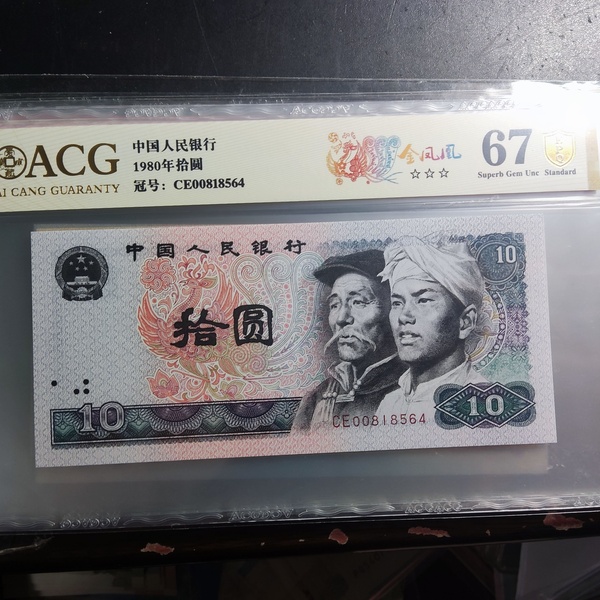 ACG
AI CANG GUARANTY
中国人民银行
1980年拾圆
冠号: CE00818564
金凤凰
☆☆☆
67
Superb Gem Unc Standard
中国人民银行
10
拾圆
10
CE00818564
10